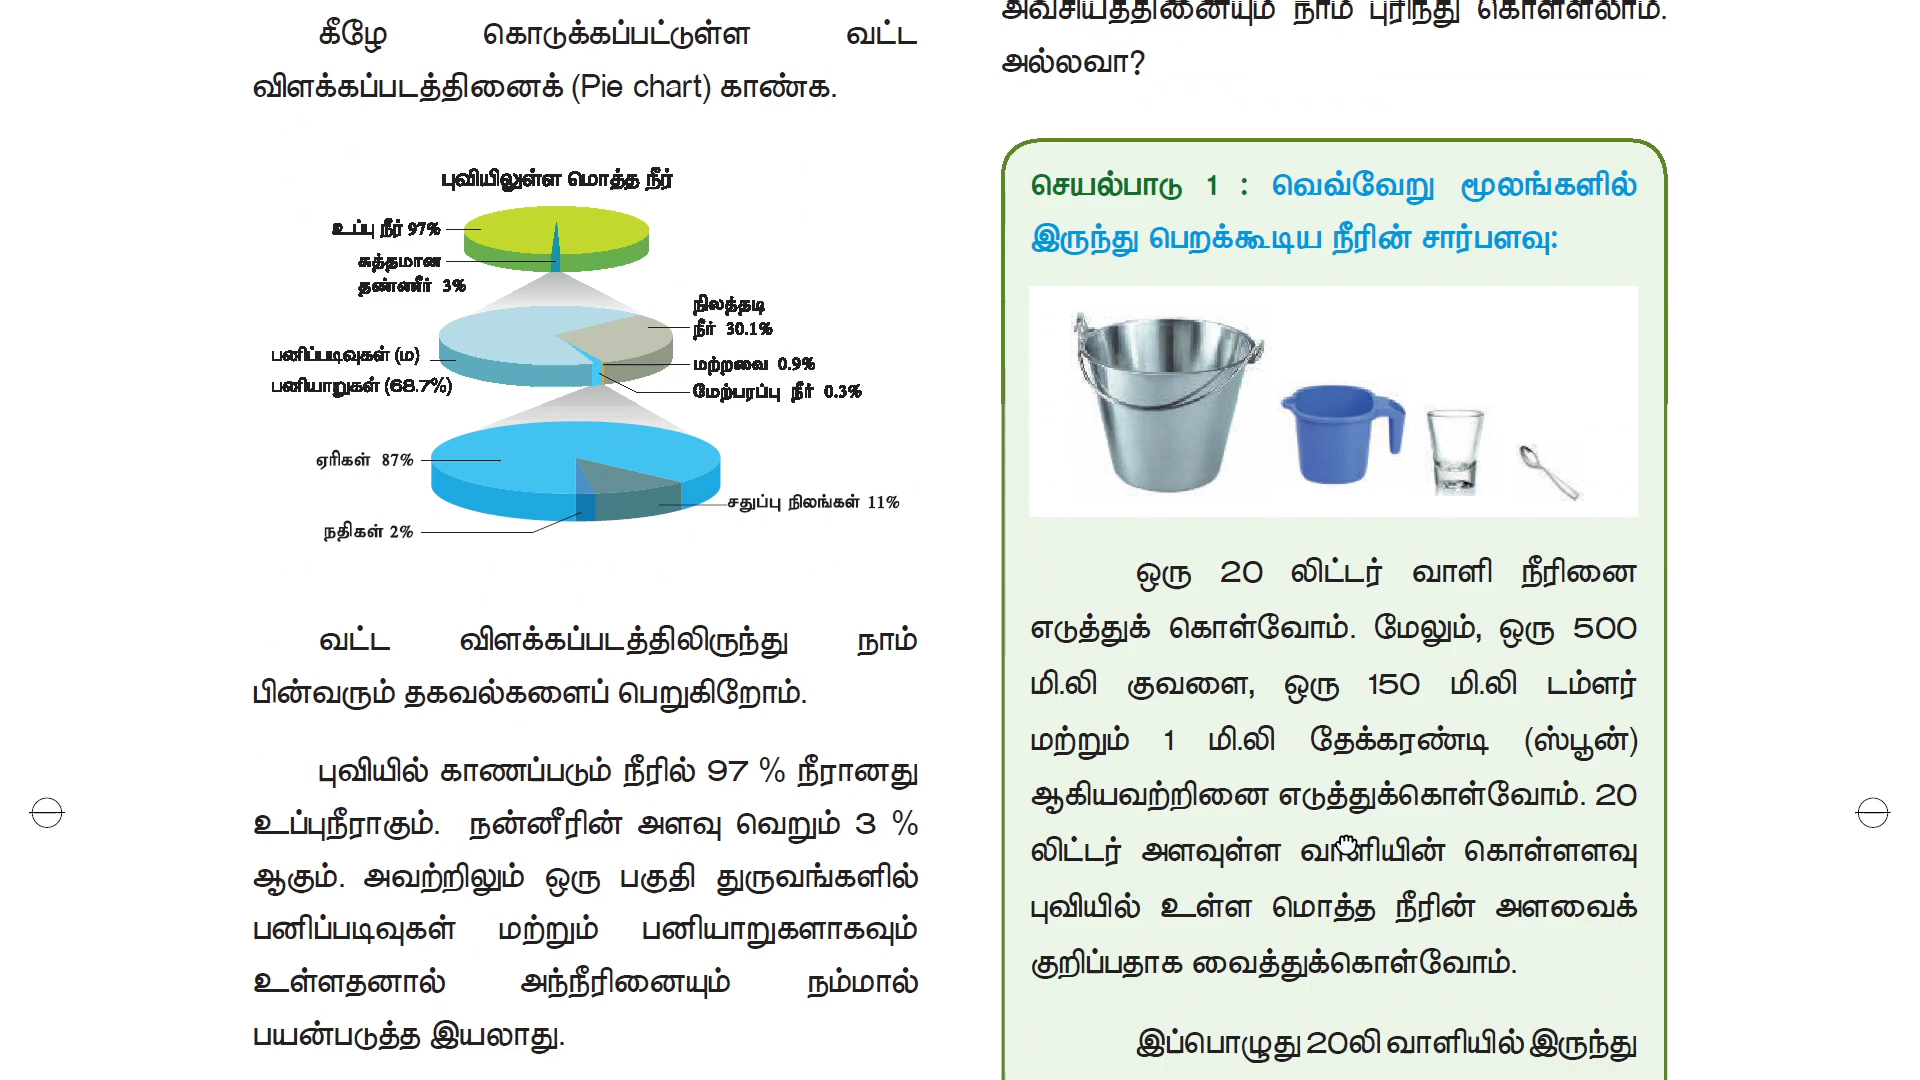 கீழே கொடுக்கப்பட்டுள்ள வட்ட
விளக்கப்படத்தினைக் (Pie chart) காண்க.
புவியிலுள்ள மொத்த நீர்
உப்பு நீர் 97%
சுத்தமான
தண்ணீர் 3%
நிலத்தடி
நீர் 30.1%
பனிப்படிவுகள் (ம)
பனியாறுகள் (68.7%)
மற்றவை 0.9%
மேற்பரப்பு நீர் 0.3%
ஏரிகள் 87%
சதுப்பு நிலங்கள் 11%
நதிகள் 2%
வட்ட விளக்கப்படத்திலிருந்து நாம்
பின்வரும் தகவல்களைப் பெறுகிறோம்.
புவியில் காணப்படும் நீரில் 97 % நீரானது
உப்புநீராகும். நன்னீரின் அளவு வெறும் 3 %
ஆகும். அவற்றிலும் ஒரு பகுதி துருவங்களில்
பனிப்படிவுகள் மற்றும் பனியாறுகளாகவும்
உள்ளதனால் அந்நீரினையும் நம்மால்
பயன்படுத்த இயலாது.
அவசியத்தினையும் நாம் புரிந்து கொள்ளலாம்.
அல்லவா?
செயல்பாடு 1 : வெவ்வேறு மூலங்களில்
இருந்து பெறக்கூடிய நீரின் சார்பளவு:
ஒரு 20 லிட்டர் வாளி நீரினை
எடுத்துக் கொள்வோம். மேலும், ஒரு 500
மி.லி குவளை, ஒரு 150 மி.லி டம்ளர்
மற்றும் 1 மி.லி தேக்கரண்டி (ஸ்பூன்)
ஆகியவற்றினை எடுத்துக்கொள்வோம். 20
லிட்டர் அளவுள்ள வாளியின் கொள்ளளவு
புவியில் உள்ள மொத்த நீரின் அளவைக்
குறிப்பதாக வைத்துக்கொள்வோம்.
இப்பொழுது 20லி வாளியில் இருந்து